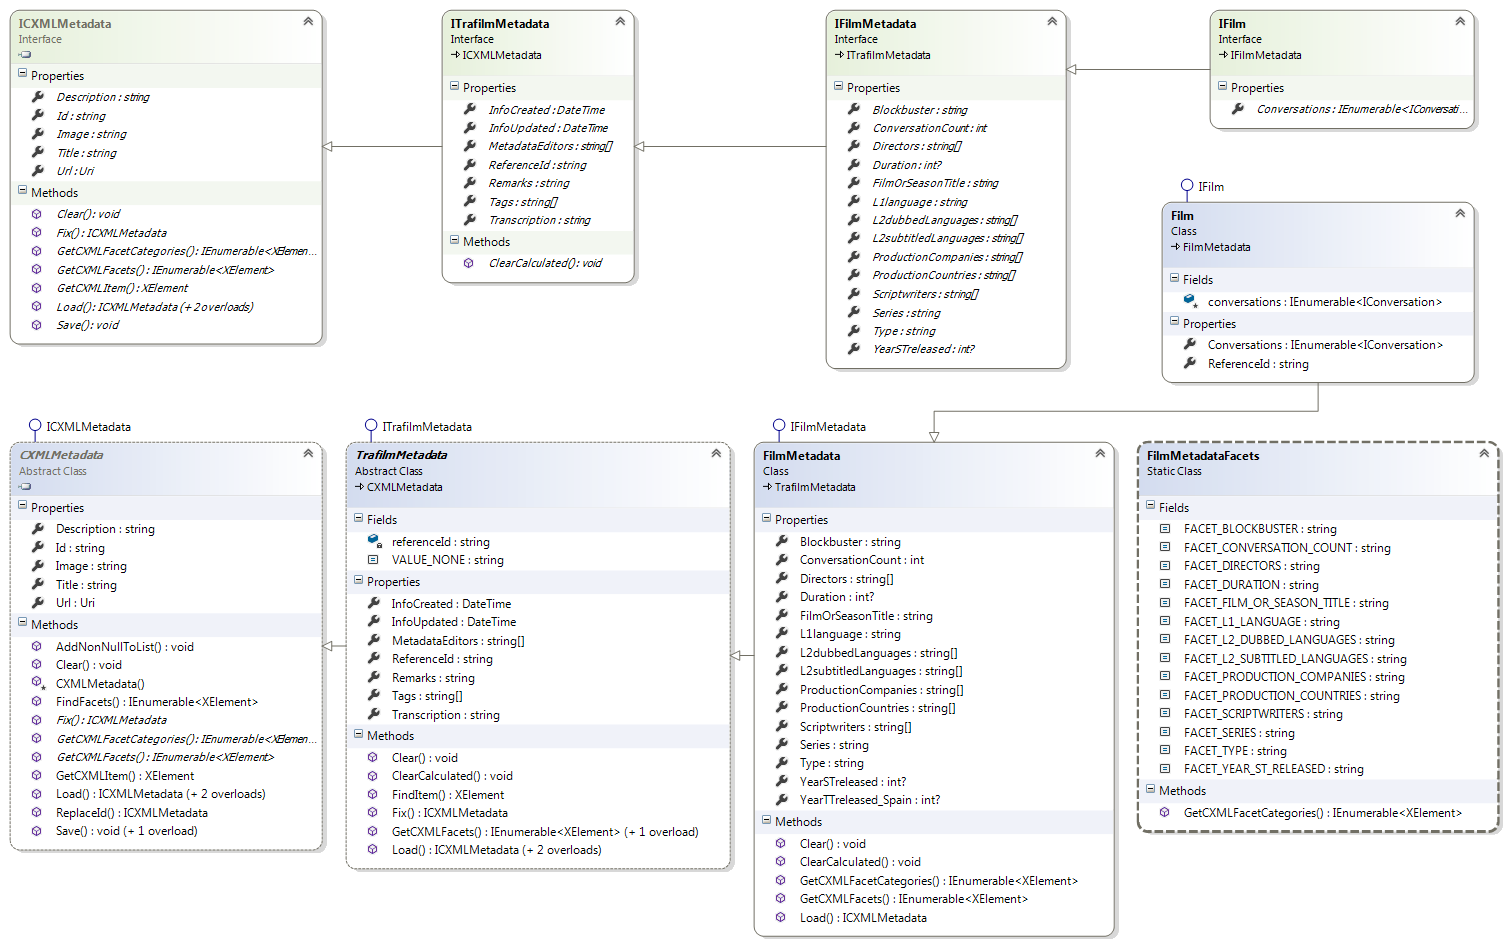 ICXMLMetadata
Interface
Properties
Description : string
Id : string
Image : string
Title : string
Url : Uri
Methods
Clear() : void
Fix() : ICXMLMetadata
GetCXMLFacetCategories() : IEnumerable<XElemen...
GetCXMLFacets() : IEnumerable<XElement>
GetCXMLItem() : XElement
Load() : ICXMLMetadata (+ 2 overloads)
Save() : void
ITrafilmMetadata
Interface
ICXMLMetadata
Properties
InfoCreated : DateTime
InfoUpdated : DateTime
MetadataEditors : string[]
ReferenceId : string
Remarks : string
Tags : string[]
Transcription : string
Methods
ClearCalculated() : void
IFilmMetadata
Interface
ITrafilmMetadata
Properties
Blockbuster : string
ConversationCount : int
Directors : string[]
Duration : int?
FilmOrSeasonTitle : string
L1language : string
L2dubbedLanguages : string[]
L2subtitledLanguages : string[]
ProductionCompanies : string[]
ProductionCountries : string[]
Scriptwriters : string[]
Series : string
Type : string
YearSTreleased : int?
IFilm
Interface
IFilmMetadata
Properties
Conversations : IEnumerable<IConversati...
IFilm
Film
Class
FilmMetadata
Fields
conversations : IEnumerable<IConversation>
Properties
Conversations : IEnumerable<IConversation>
ReferenceId : string
ICXMLMetadata
CXMLMetadata
Abstract Class
Properties
Description : string
Id : string
Image : string
Title : string
Url : Uri
Methods
AddNonNullToList() : void
Clear() : void
CXMLMetadata()
FindFacets() : IEnumerable<XElement>
Fix() : ICXMLMetadata
GetCXMLFacetCategories() : IEnumerable<XElemen...
GetCXMLFacets() : IEnumerable<XElement>
GetCXMLItem() : XElement
Load() : ICXMLMetadata (+ 2 overloads)
ReplaceId() : ICXMLMetadata
Save() : void (+ 1 overload)
ITrafilmMetadata
TrafilmMetadata
Abstract Class
CXMLMetadata
Fields
referenceId : string
VALUE_NONE : string
Properties
InfoCreated : DateTime
InfoUpdated : DateTime
MetadataEditors : string[]
ReferenceId : string
Remarks : string
Tags : string[]
Transcription : string
Methods
Clear() : void
ClearCalculated() : void
FindItem() : XElement
Fix() : ICXMLMetadata
GetCXMLFacets() : IEnumerable<XElement> (+ 1 overload)
Load() : ICXMLMetadata (+ 2 overloads)
IFilmMetadata
FilmMetadata
Class
TrafilmMetadata
Properties
Blockbuster : string
ConversationCount : int
Directors : string[]
Duration : int?
FilmOrSeasonTitle : string
L1language : string
L2dubbedLanguages : string[]
L2subtitledLanguages : string[]
ProductionCompanies : string[]
ProductionCountries : string[]
Scriptwriters : string[]
Series : string
Type : string
YearSTreleased : int?
YearTTreleased_Spain : int?
Methods
Clear() : void
ClearCalculated() : void
GetCXMLFacetCategories() : IEnumerable<XElement>
GetCXMLFacets() : IEnumerable<XElement>
Load() : ICXMLMetadata
FilmMetadataFacets
Static Class
Fields
FACET_BLOCKBUSTER : string
FACET_CONVERSATION_COUNT : string
FACET_DIRECTORS : string
FACET_DURATION : string
FACET_FILM_OR_SEASON_TITLE : string
FACET_L1_LANGUAGE : string
FACET_L2_DUBBED_LANGUAGES : string
FACET_L2_SUBTITLED_LANGUAGES : string
FACET_PRODUCTION_COMPANIES : string
FACET_PRODUCTION_COUNTRIES : string
FACET_SCRIPTWRITERS : string
FACET_SERIES : string
FACET_TYPE : string
FACET_YEAR_ST_RELEASED : string
Methods
GetCXMLFacetCategories() : IEnumerable<XElement>